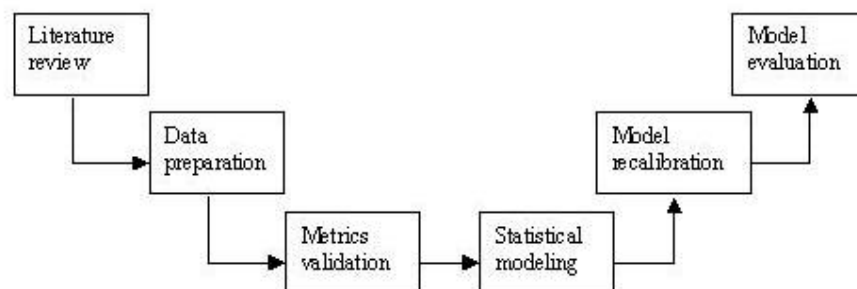 Literature
review
Data
preparation
Metrics
validation
Statistical
modeling
Model
recalibration
Model
evaluation